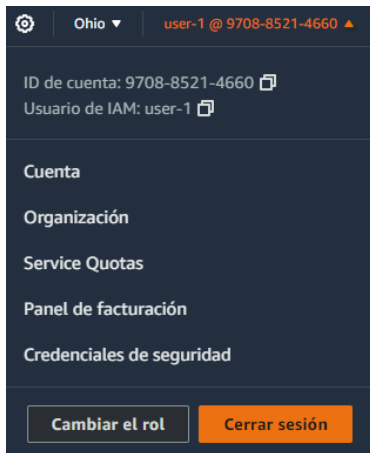 Ohio ▼ user-1 @ 9708-8521-4660 ▲
ID de cuenta: 9708-8521-4660
Usuario de IAM: user-1
Cuenta
Organización
Service Quotas
Panel de facturación
Credenciales de seguridad
Cambiar el rol Cerrar sesión